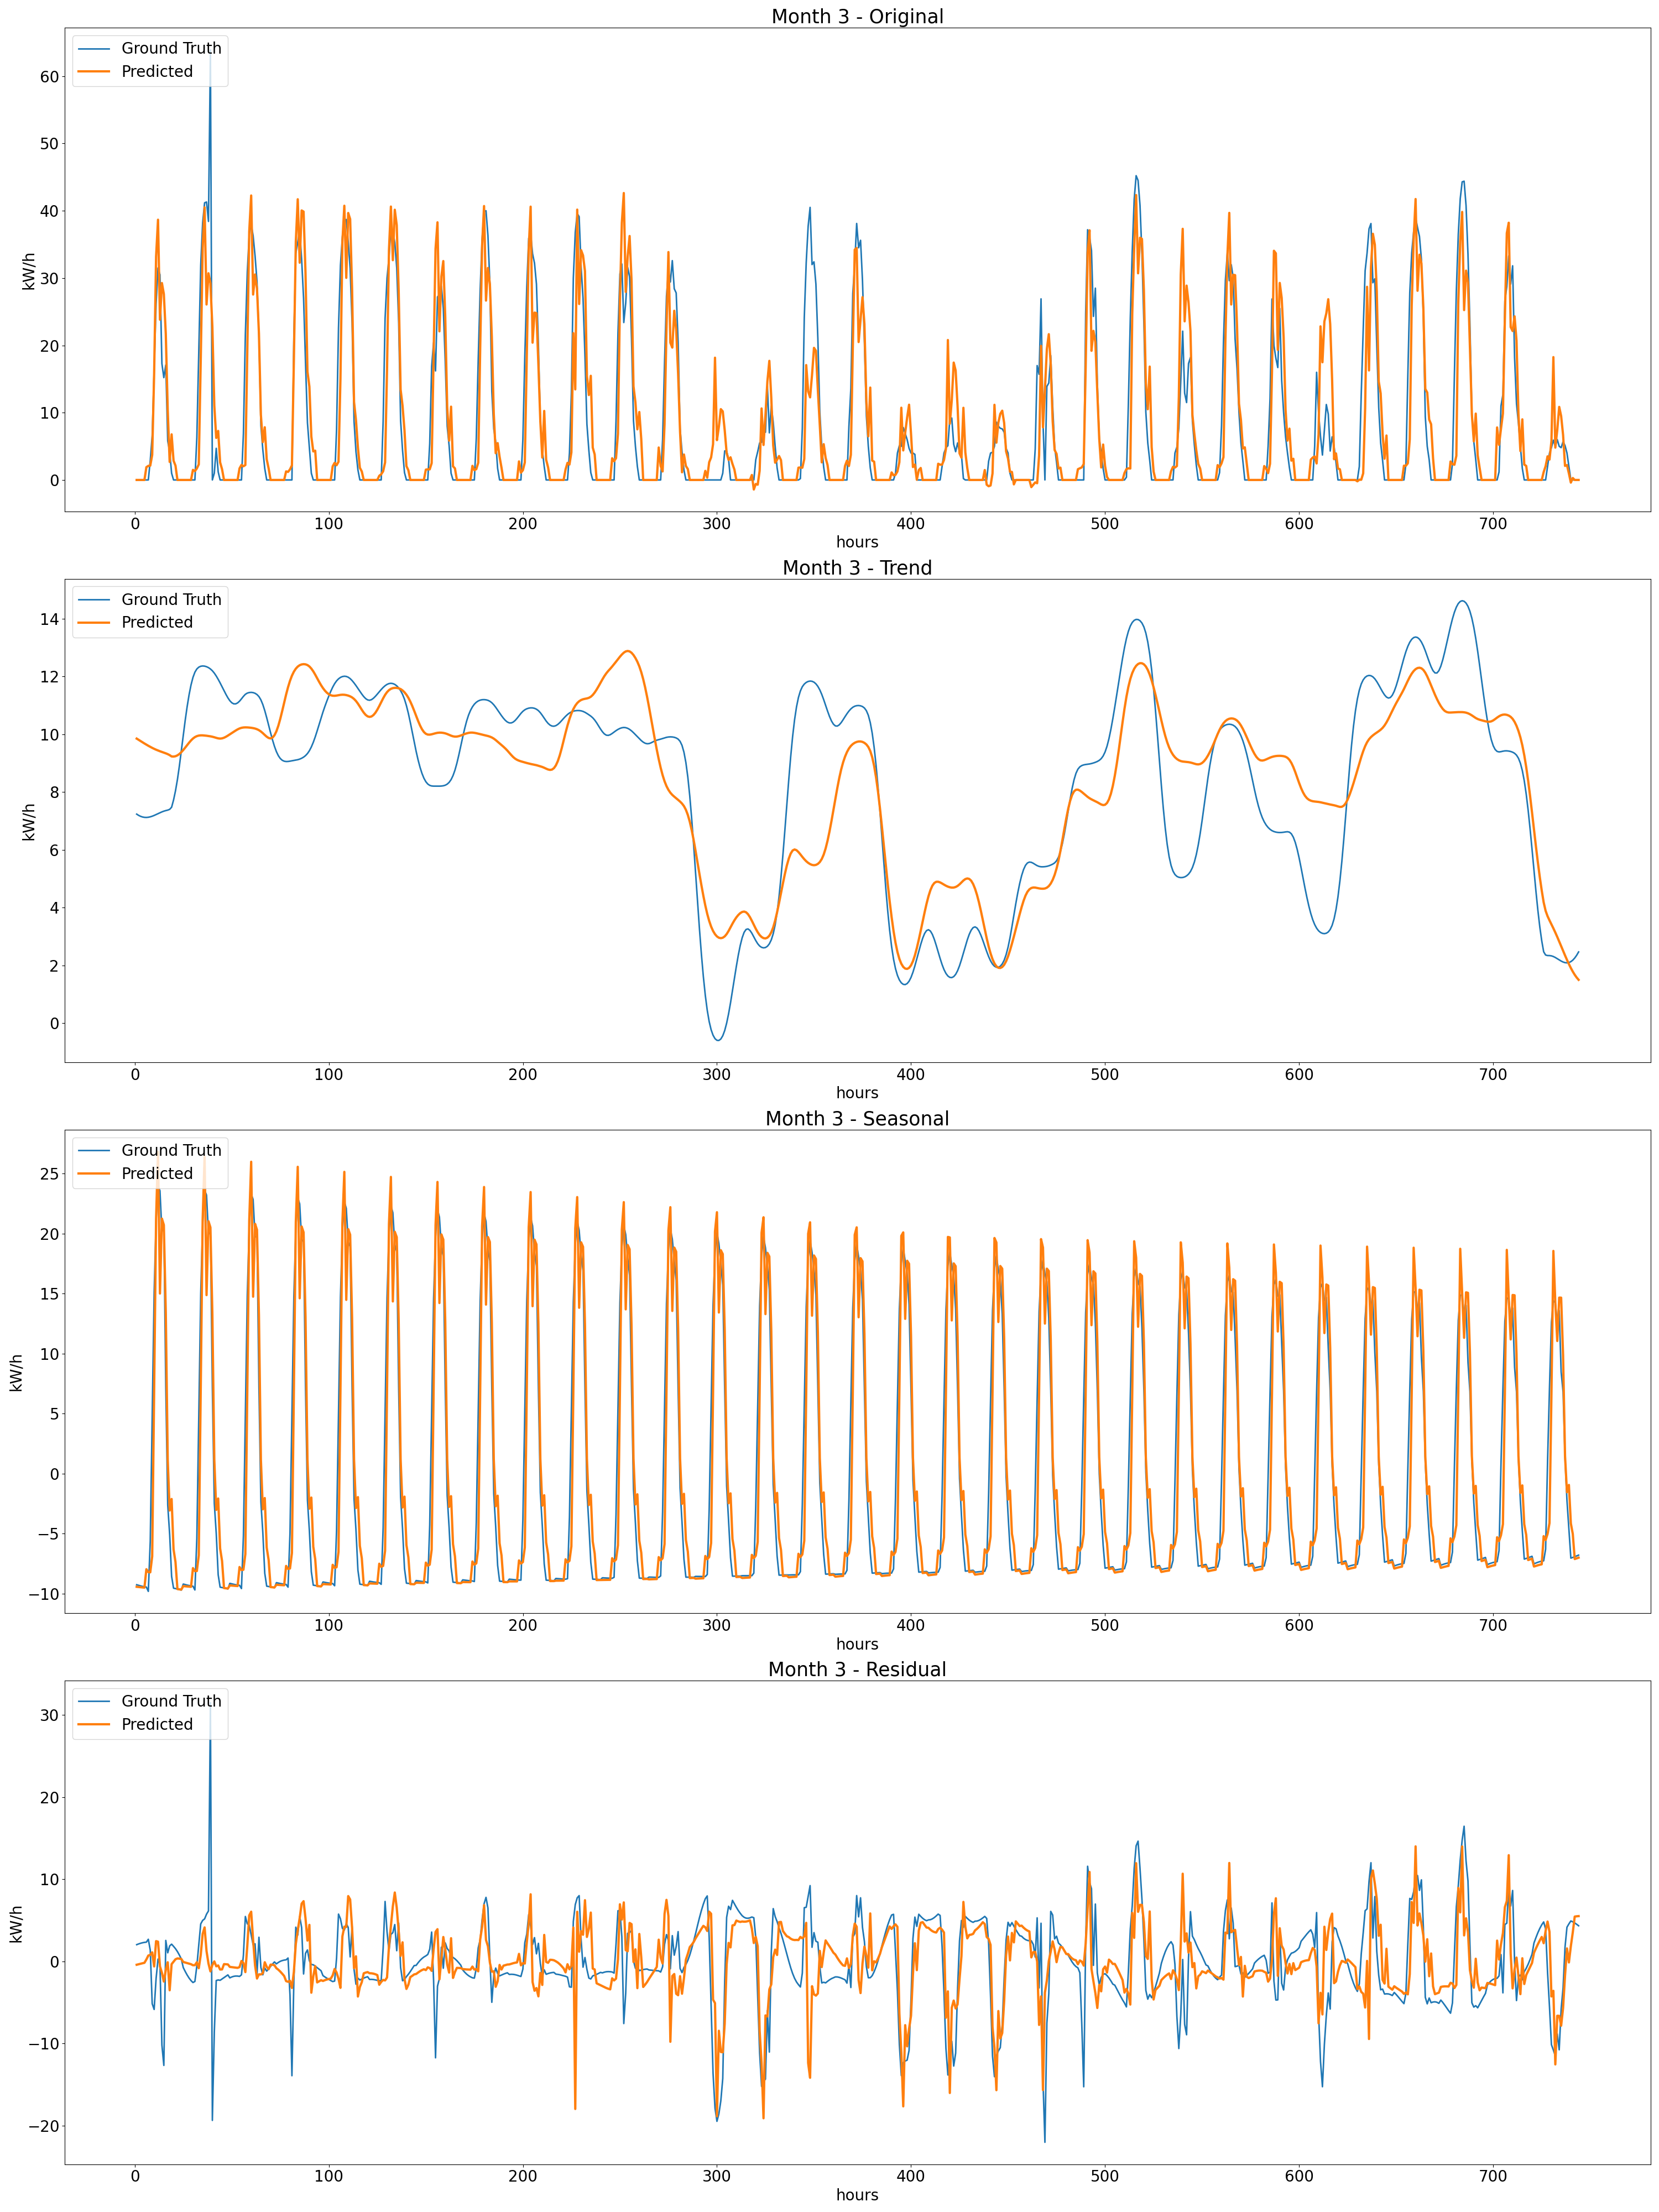 Month 3 - Original
Ground Truth
Predicted
kW/h
60
50
40
30
20
10
0
0 100 200 300 400 500 600 700
hours
Month 3 - Trend
Ground Truth
Predicted
kW/h
14
12
10
8
6
4
2
0
0 100 200 300 400 500 600 700
hours
Month 3 - Seasonal
Ground Truth
Predicted
kW/h
25
20
15
10
5
0
−5
−10
0 100 200 300 400 500 600 700
hours
Month 3 - Residual
Ground Truth
Predicted
kW/h
30
20
10
0
−10
−20
0 100 200 300 400 500 600 700
hours